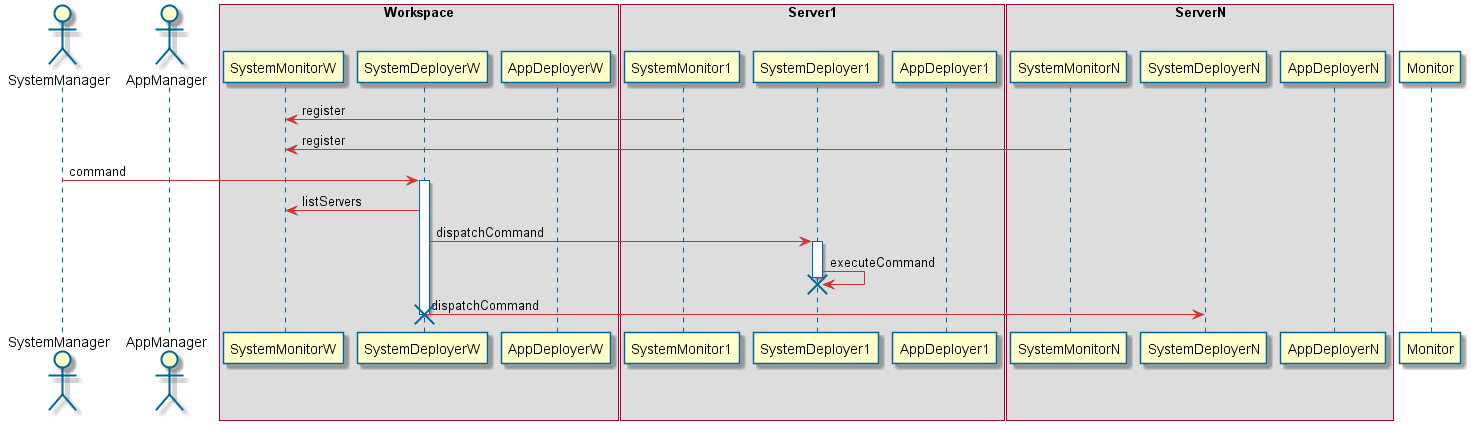 Workspace
Server1
ServerN
SystemManager
AppManager
SystemMonitorW
SystemDeployerW
AppDeployerW
SystemMonitor1
SystemDeployer1
AppDeployer1
SystemMonitorN
SystemDeployerN
AppDeployerN
Monitor
register
register
command
listServers
dispatchCommand
executeCommand
dispatchCommand
SystemManager
AppManager
SystemMonitorW
SystemDeployerW
AppDeployerW
SystemMonitor1
SystemDeployer1
AppDeployer1
SystemMonitorN
SystemDeployerN
AppDeployerN
Monitor